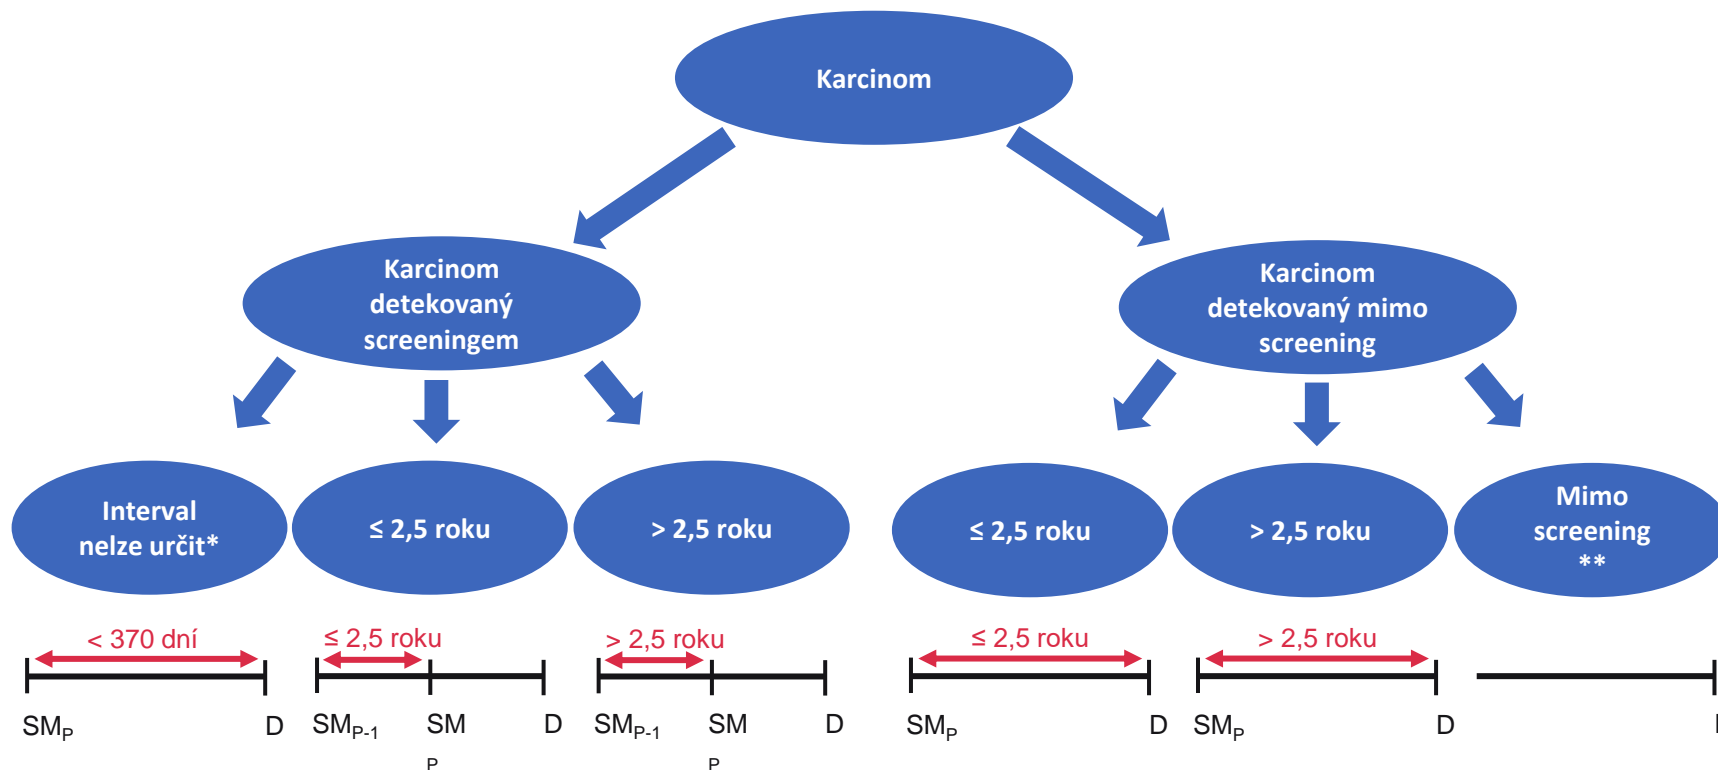 Karcinom
Karcinom
detekovaný
screeningem
Karcinom
detekovaný mimo
screening
Interval
nelze určit*
≤ 2,5 roku
> 2,5 roku
≤ 2,5 roku
> 2,5 roku
Mimo
screening
**
< 370 dní
≤ 2,5 roku
> 2,5 roku
≤ 2,5 roku
> 2,5 roku
SMP D
SMP-1 SM D
P
SMP-1 SM D
P
SMP D
SMP D